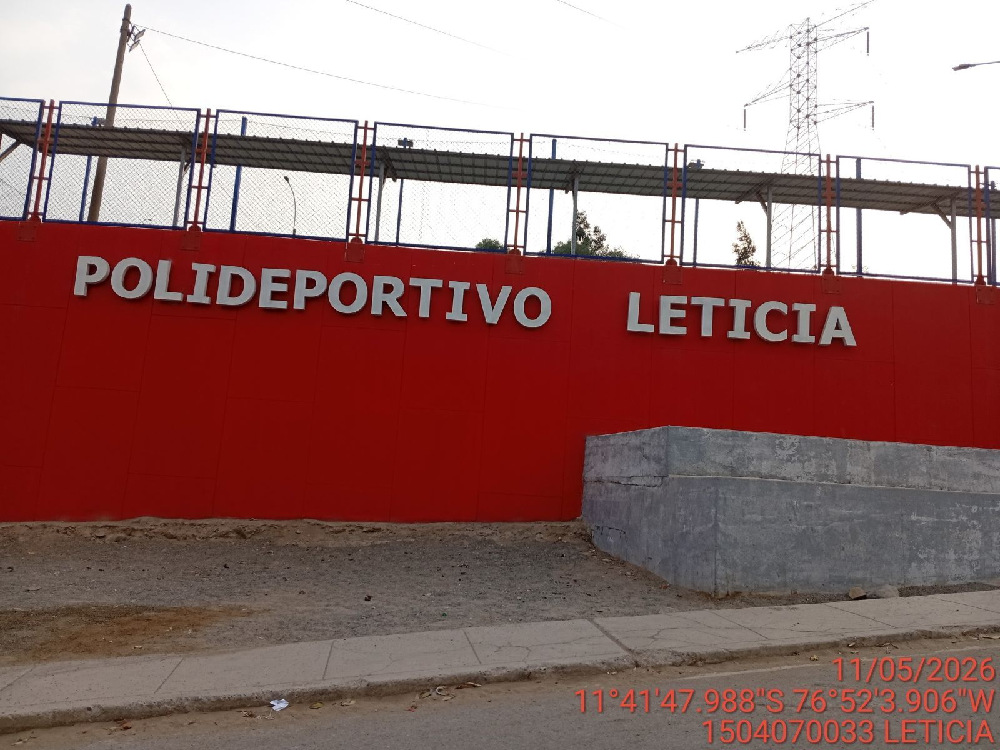 POLIDEPORTIVO LETICIA
11/05/2026
11°41'47.988"S 76°52'3.906"W
1504070033 LETICIA